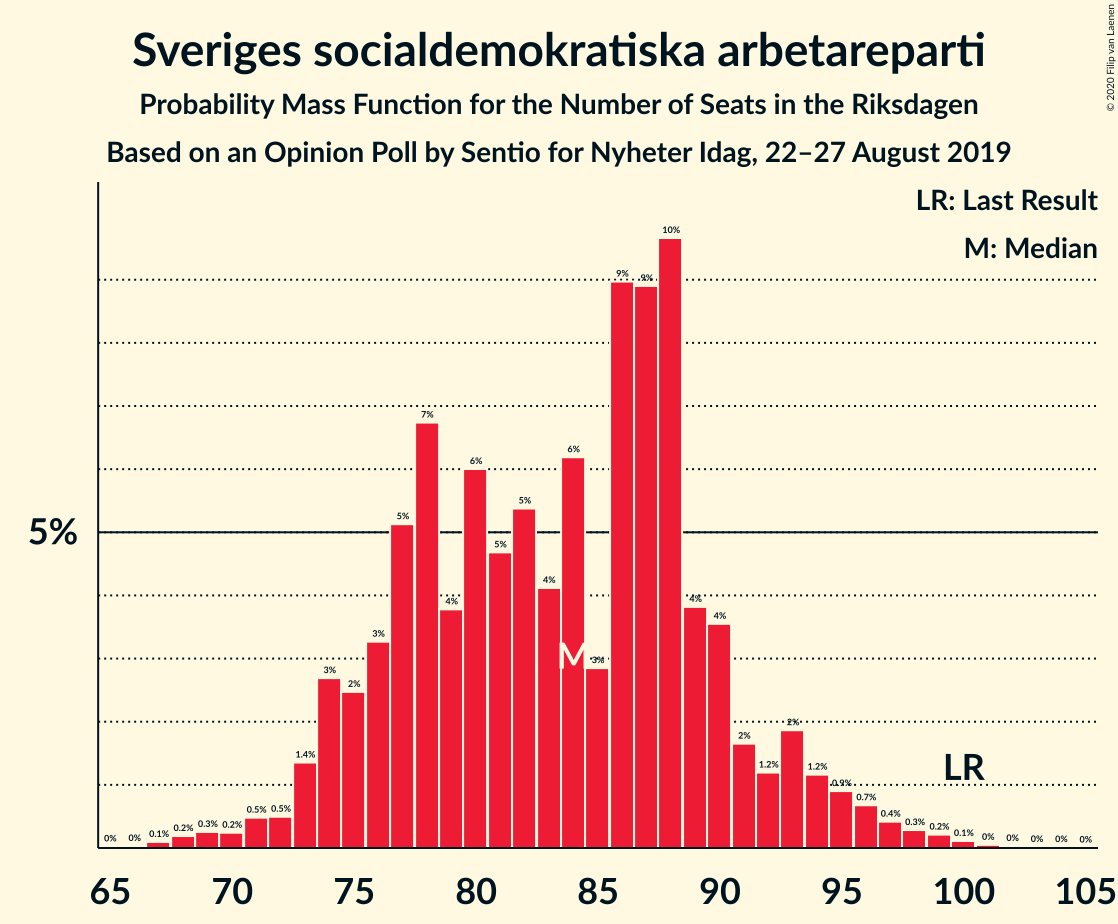 Sveriges socialdemokratiska arbetareparti
Probability Mass Function for the Number of Seats in the Riksdagen
Based on an Opinion Poll by Sentio for Nyheter Idag, 22–27 August 2019
© 2020 Filip van Laenen
LR: Last Result
M: Median
5%
0% 0% 0.1% 0.2% 0.3% 0.2% 0.5% 0.5% 1.4% 3% 2% 3% 5% 7% 4% 6% 5% 5% 4% 6% 3% 9% 9% 10% 4% 4% 2% 1.2% 2% 1.2% 0.9% 0.7% 0.4% 0.3% 0.2% 0.1% 0% 0% 0% 0% 0%
M
LR
65 70 75 80 85 90 95 100 105